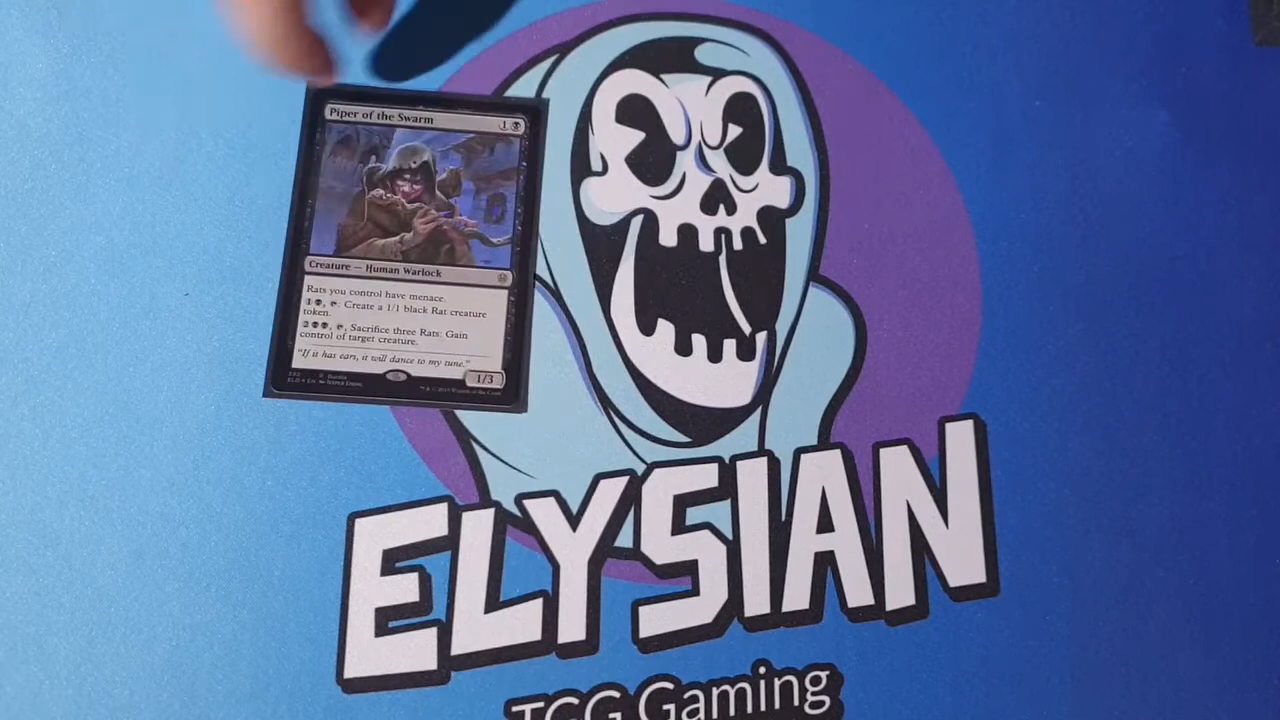 Piper of the Swarm
1
Creature — Human Warlock
Rats you control have menace.
1, : Create a 1/1 black Rat creature
token.
2, , Sacrifice three Rats: Gain
control of target creature.
"If it has ears, it will dance to my tune."
1/3
ELYSIAN
TCG Gaming